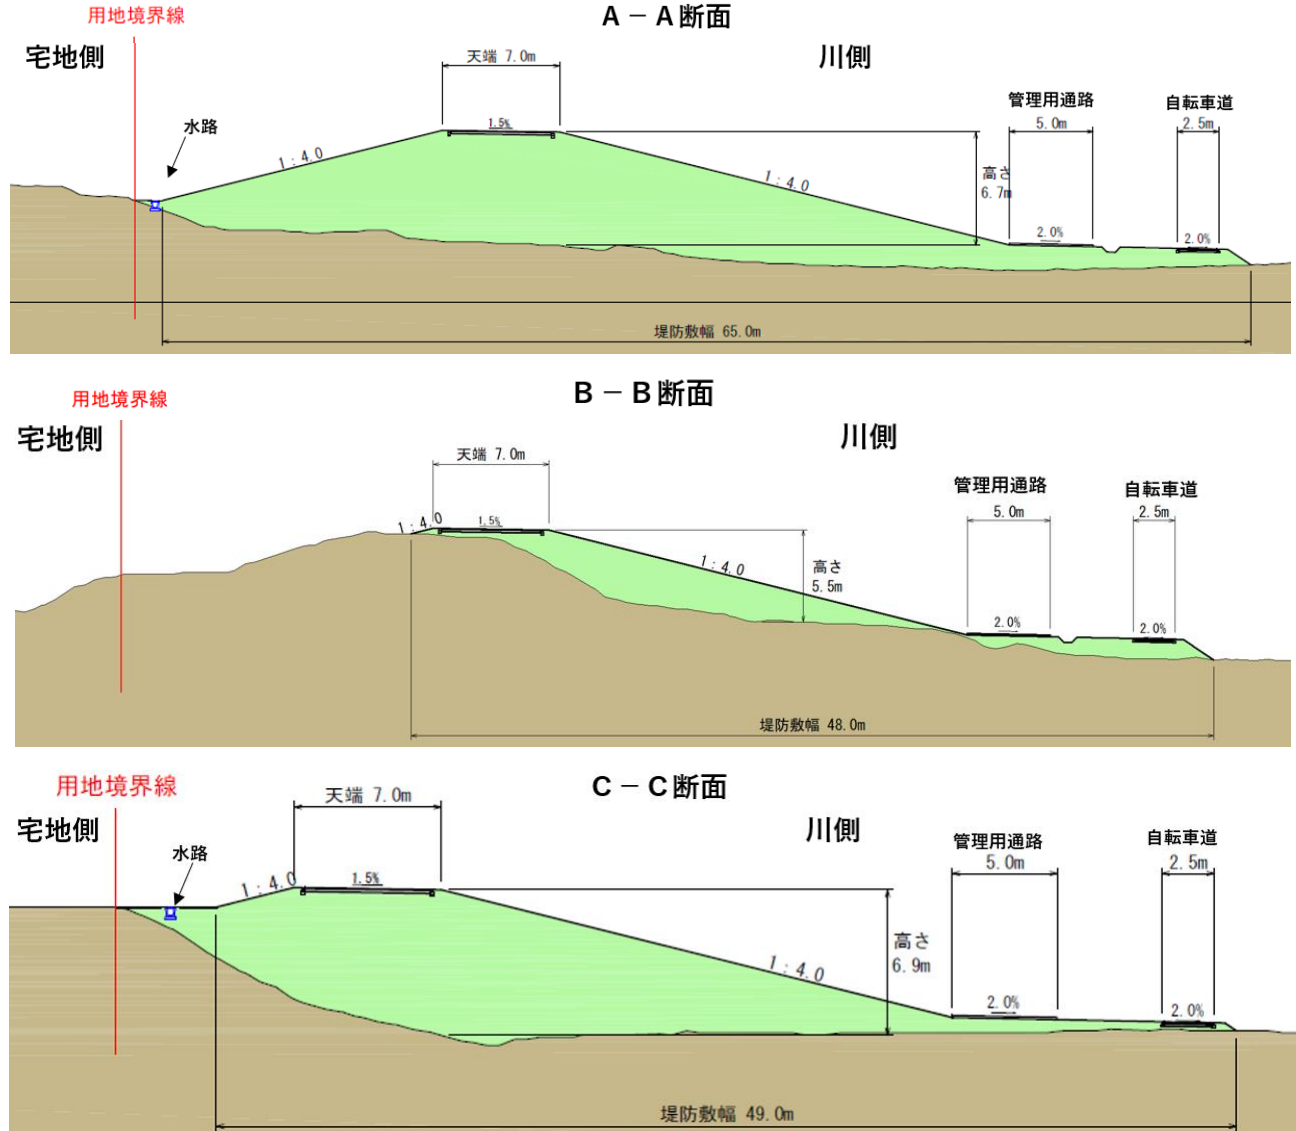 A－A断面
用地境界線
宅地側
川側
天端 7.0m
管理用通路
5.0m
自転車道
2.5m
水路
1.5%
1：4.0
1：4.0
高さ
6.7m
2.0%
2.0%
堤防敷幅 65.0m
B－B断面
用地境界線
宅地側
川側
天端 7.0m
管理用通路
5.0m
自転車道
2.5m
1：4.0
1.5%
1：4.0
高さ
5.5m
2.0%
2.0%
堤防敷幅 48.0m
C－C断面
用地境界線
宅地側
川側
天端 7.0m
管理用通路
5.0m
自転車道
2.5m
水路
1：4.0
1.5%
1：4.0
高さ
6.9m
2.0%
2.0%
堤防敷幅 49.0m